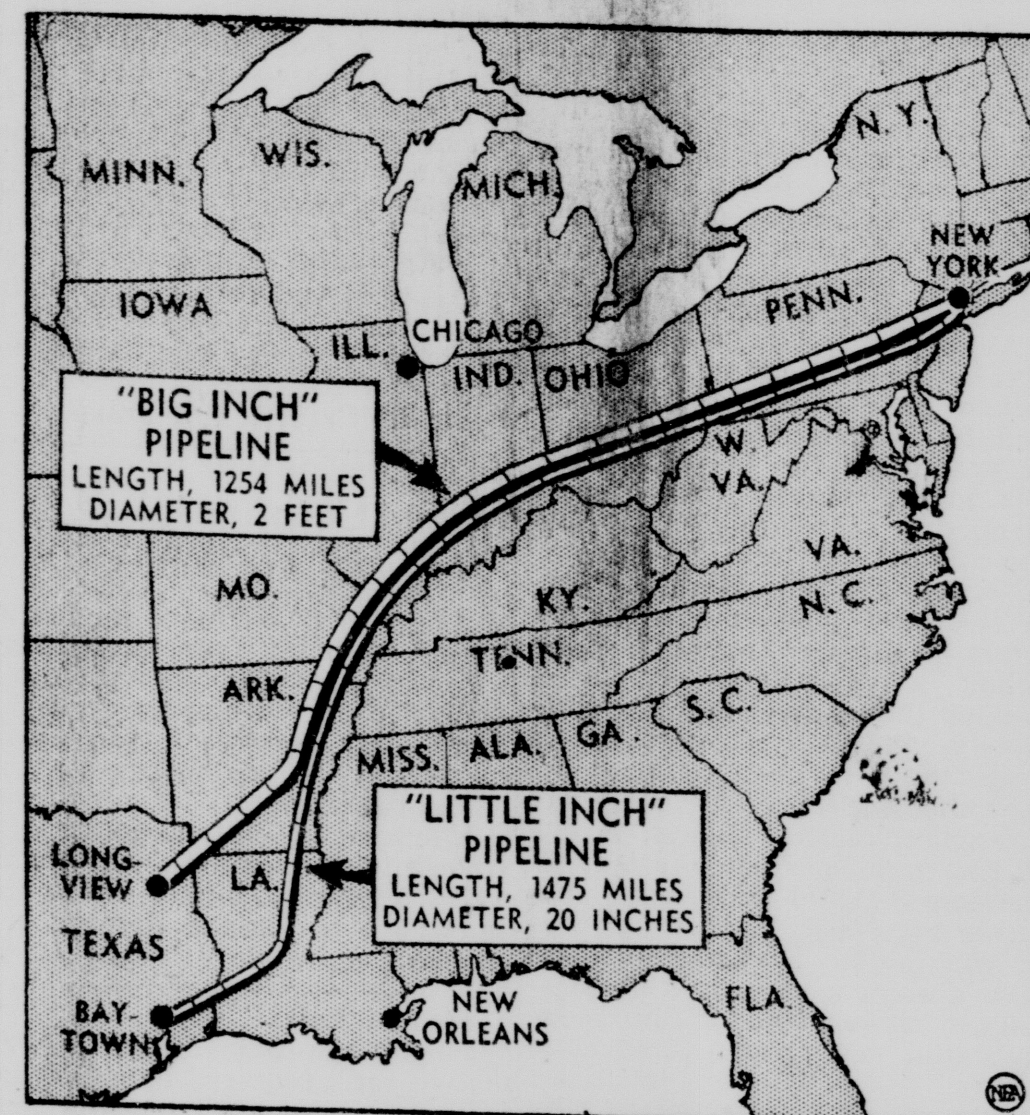 N.Y.
WIS.
MINN.
MICH.
NEW
YORK
IOWA
PENN.
CHICAGO
ILL.
IND.
OHIO
"BIG INCH"
PIPELINE
LENGTH, 1254 MILES
DIAMETER, 2 FEET
W.
VA.
VA.
MO.
KY.
N.C.
TENN.
ARK.
S.C.
MISS.
ALA.
GA.
"LITTLE INCH"
PIPELINE
LENGTH, 1475 MILES
DIAMETER, 20 INCHES
LONG-
VIEW
LA.
TEXAS
BAY-
TOWN
NEW
ORLEANS
FLA.
NEA